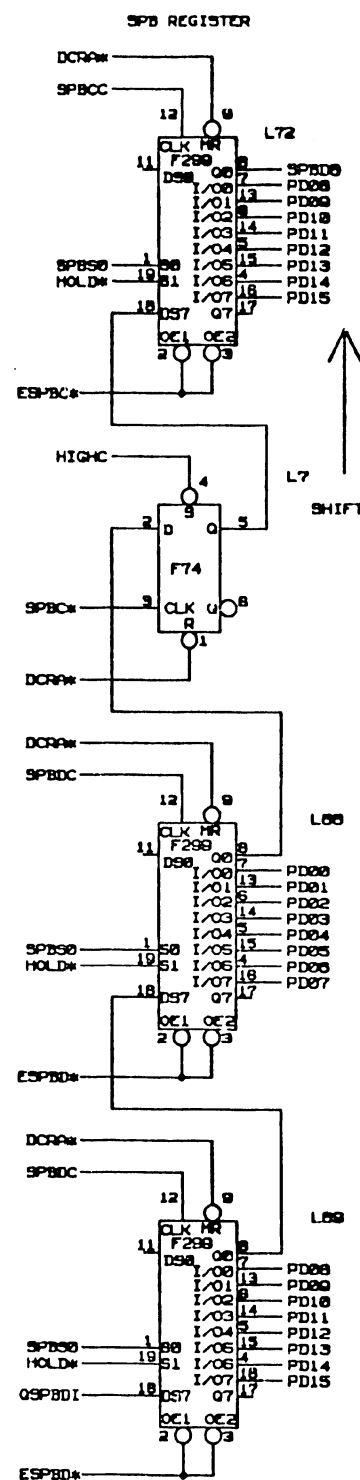 SPB REGISTER
DCRA*
SPBCC
12
9
L72
CLK MR
11
F299
DS0
Q0
8
SPBD8
I/O0
7
PD08
I/O1
13
PD09
I/O2
6
PD10
I/O3
14
PD11
I/O4
5
PD12
SPBS0
1
S0
I/O5
15
PD13
HOLD*
19
S1
I/O6
4
PD14
I/O7
16
PD15
18
DS7
Q7
17
OE1 OE2
2
3
ESPBC*
HIGHC
4
L7
SHIFT
S
2
D
Q
5
F74
SPBC*
3
CLK
Q
6
R
1
DCRA*
DCRA*
SPBDC
12
9
CLK MR
11
F299
DS0
Q0
8
I/O0
7
PD00
I/O1
13
PD01
I/O2
6
PD02
I/O3
14
PD03
I/O4
5
PD04
SPBS0
1
S0
I/O5
15
PD05
HOLD*
19
S1
I/O6
4
PD06
I/O7
16
PD07
18
DS7
Q7
17
OE1 OE2
2
3
ESPBD*
DCRA*
SPBDC
12
9
CLK MR
11
F299
DS0
Q0
8
I/O0
7
PD08
I/O1
13
PD09
I/O2
6
PD10
I/O3
14
PD11
I/O4
5
PD12
SPBS0
1
S0
I/O5
15
PD13
HOLD*
19
S1
I/O6
4
PD14
I/O7
16
PD15
QSPBDI
18
DS7
Q7
17
OE1 OE2
2
3
ESPBD*